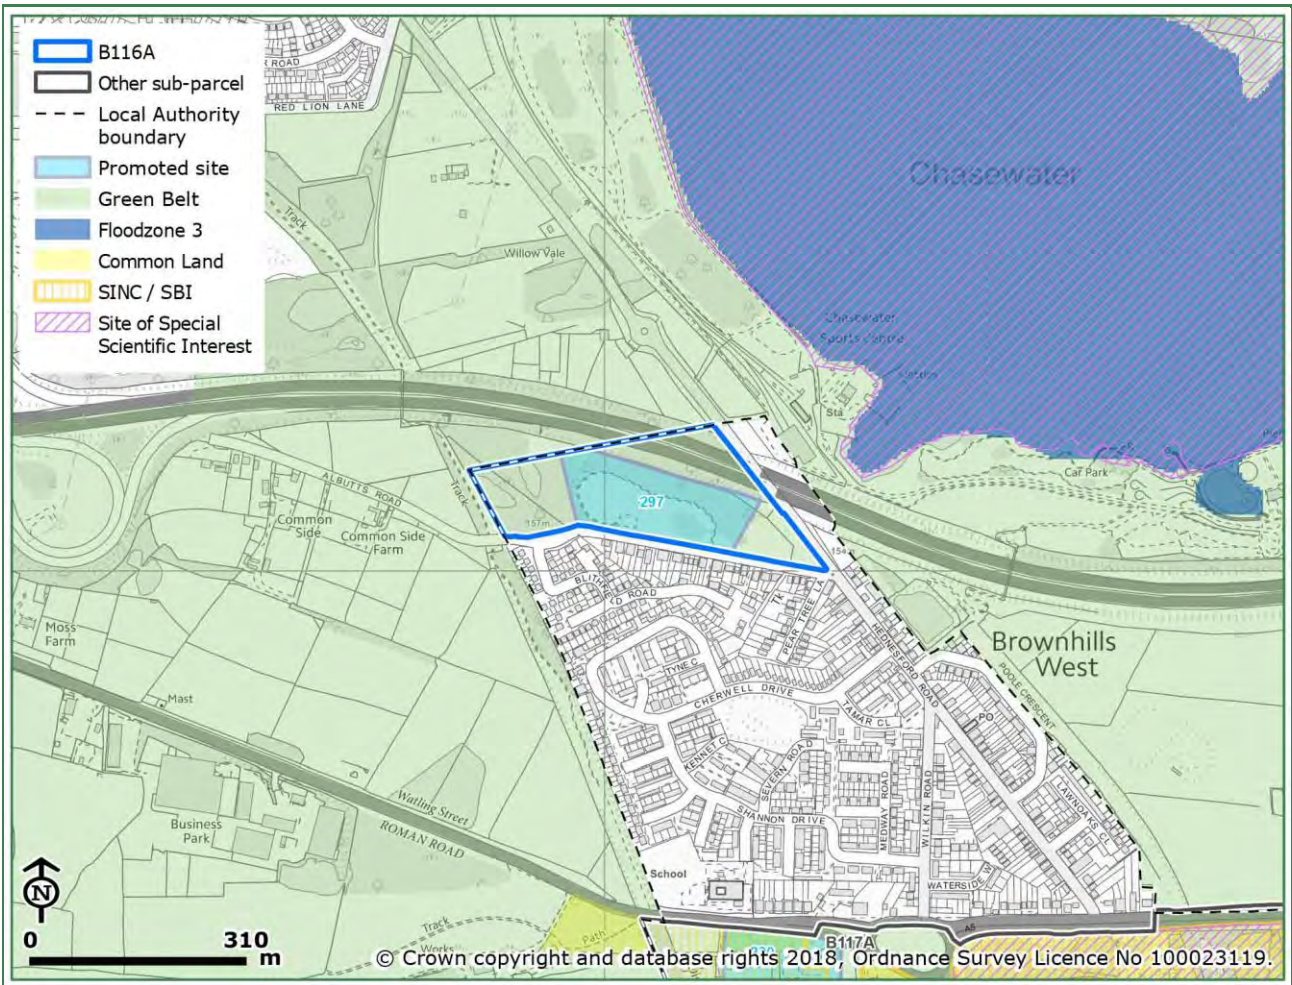 B116A
Other sub-parcel
Local Authority
boundary
Promoted site
Green Belt
Floodzone 3
Common Land
SINC / SBI
Site of Special
Scientific Interest
ROAD
RED LION LANE
Chasewater
Track
Willow Vale
Chasewater
Sports Centre
Sta
Car Park
ALBUTTS ROAD
Track
Common
Side
Common Side
Farm
157m
297
154
BLITHFIELD ROAD
Tk
PEAR TREE LA
HEDNESFORD ROAD
Brownhills
West
POOLE CRESCENT
Moss
Farm
Mast
TYNE C
CHERWELL DRIVE
TAMAR CL
PO
KENNET C
SEVERN ROAD
MEDWAY ROAD
WILKIN ROAD
LAWNOAKS CL
SHANNON DRIVE
Watling Street
ROMAN ROAD
Business
Park
School
WATERSIDE W
Track
Works
Path
A5
B117A
N
0 310
m
© Crown copyright and database rights 2018, Ordnance Survey Licence No 100023119.